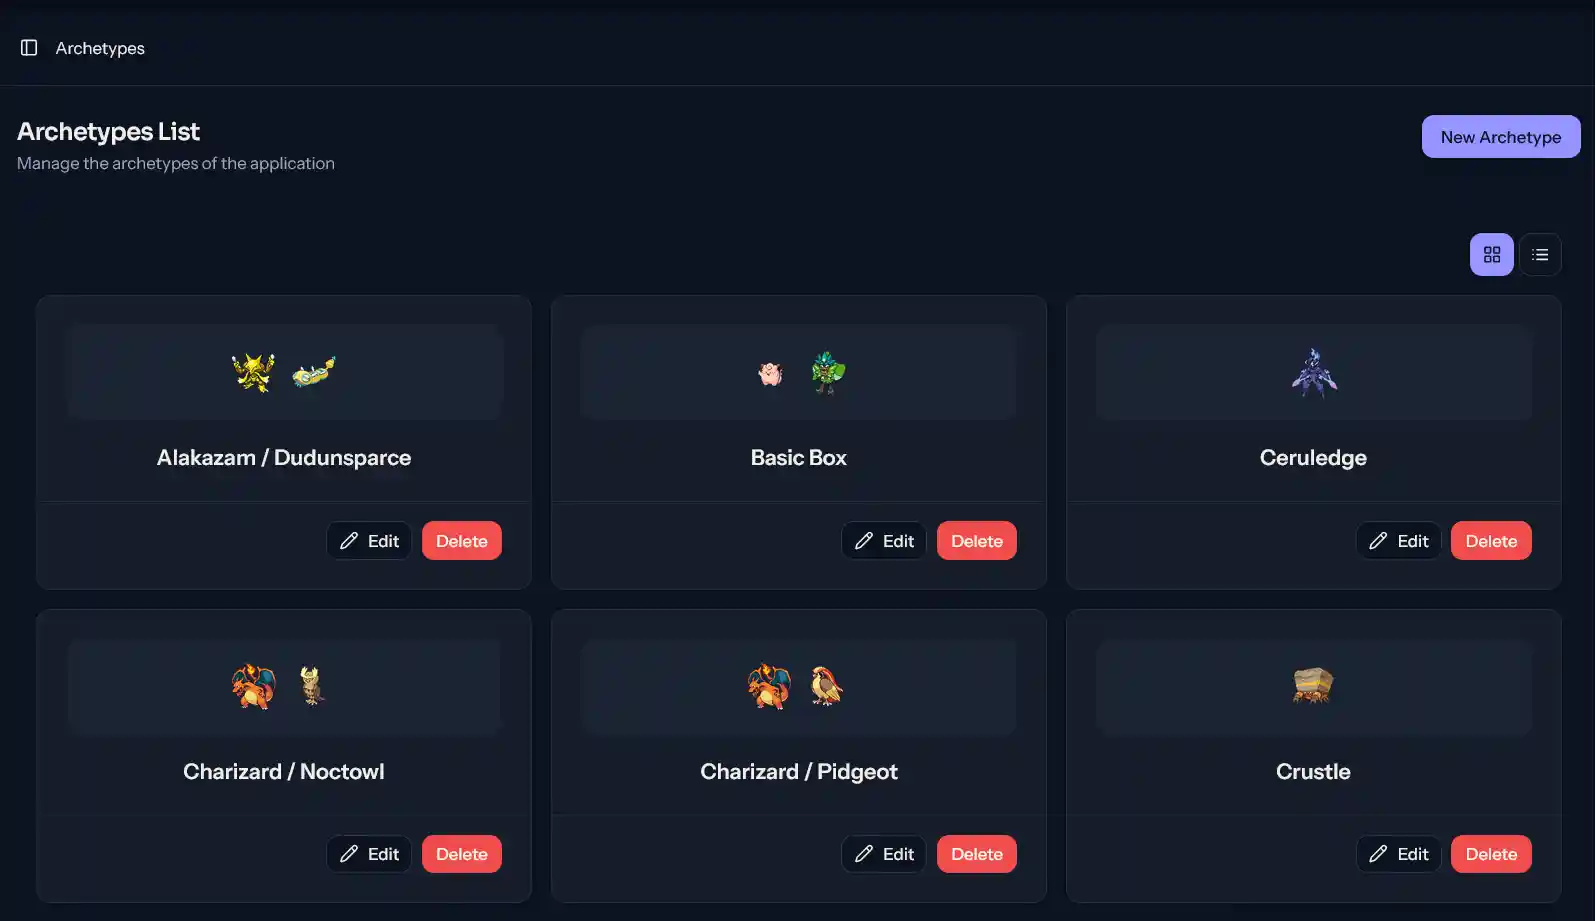 Archetypes
Archetypes List
Manage the archetypes of the application
New Archetype
Alakazam / Dudunsparce
Edit
Delete
Basic Box
Edit
Delete
Ceruledge
Edit
Delete
Charizard / Noctowl
Edit
Delete
Charizard / Pidgeot
Edit
Delete
Crustle
Edit
Delete